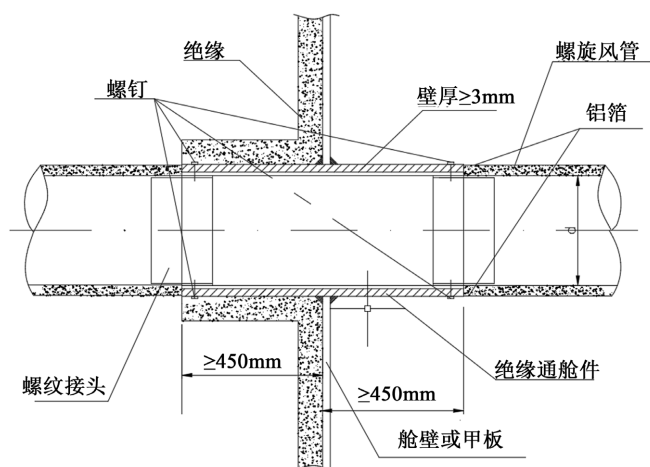 绝缘
螺旋风管
螺钉
壁厚≥3mm
铝箔
d
≥450mm
≥450mm
绝缘通舱件
螺纹接头
舱壁或甲板